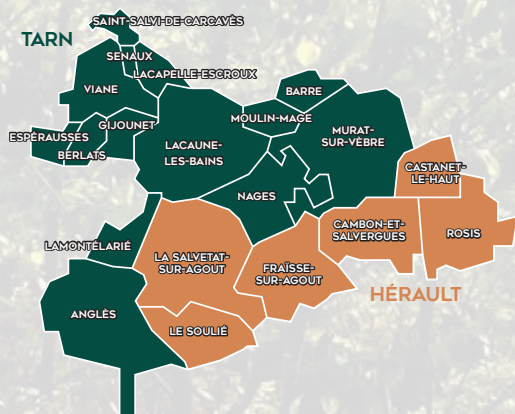 SAINT-SALVI-DE-CARCAVÈS
TARN
SENAUX
LACAPELLE-ESCROUX
VIANE
BARRE
MOULIN-MAGE
GIJOUNET
ESPÉRAUSSES
BERLATS
LACAUNE-
LES-BAINS
MURAT-
SUR-VÈBRE
CASTANET-
LE-HAUT
NAGES
CAMBON-ET-
SALVERGUES
ROSIS
LAMONTÉLARIÉ
LA SALVETAT-
SUR-AGOUT
FRAÏSSE-
SUR-AGOUT
HÉRAULT
ANGLÈS
LE SOULIÉ